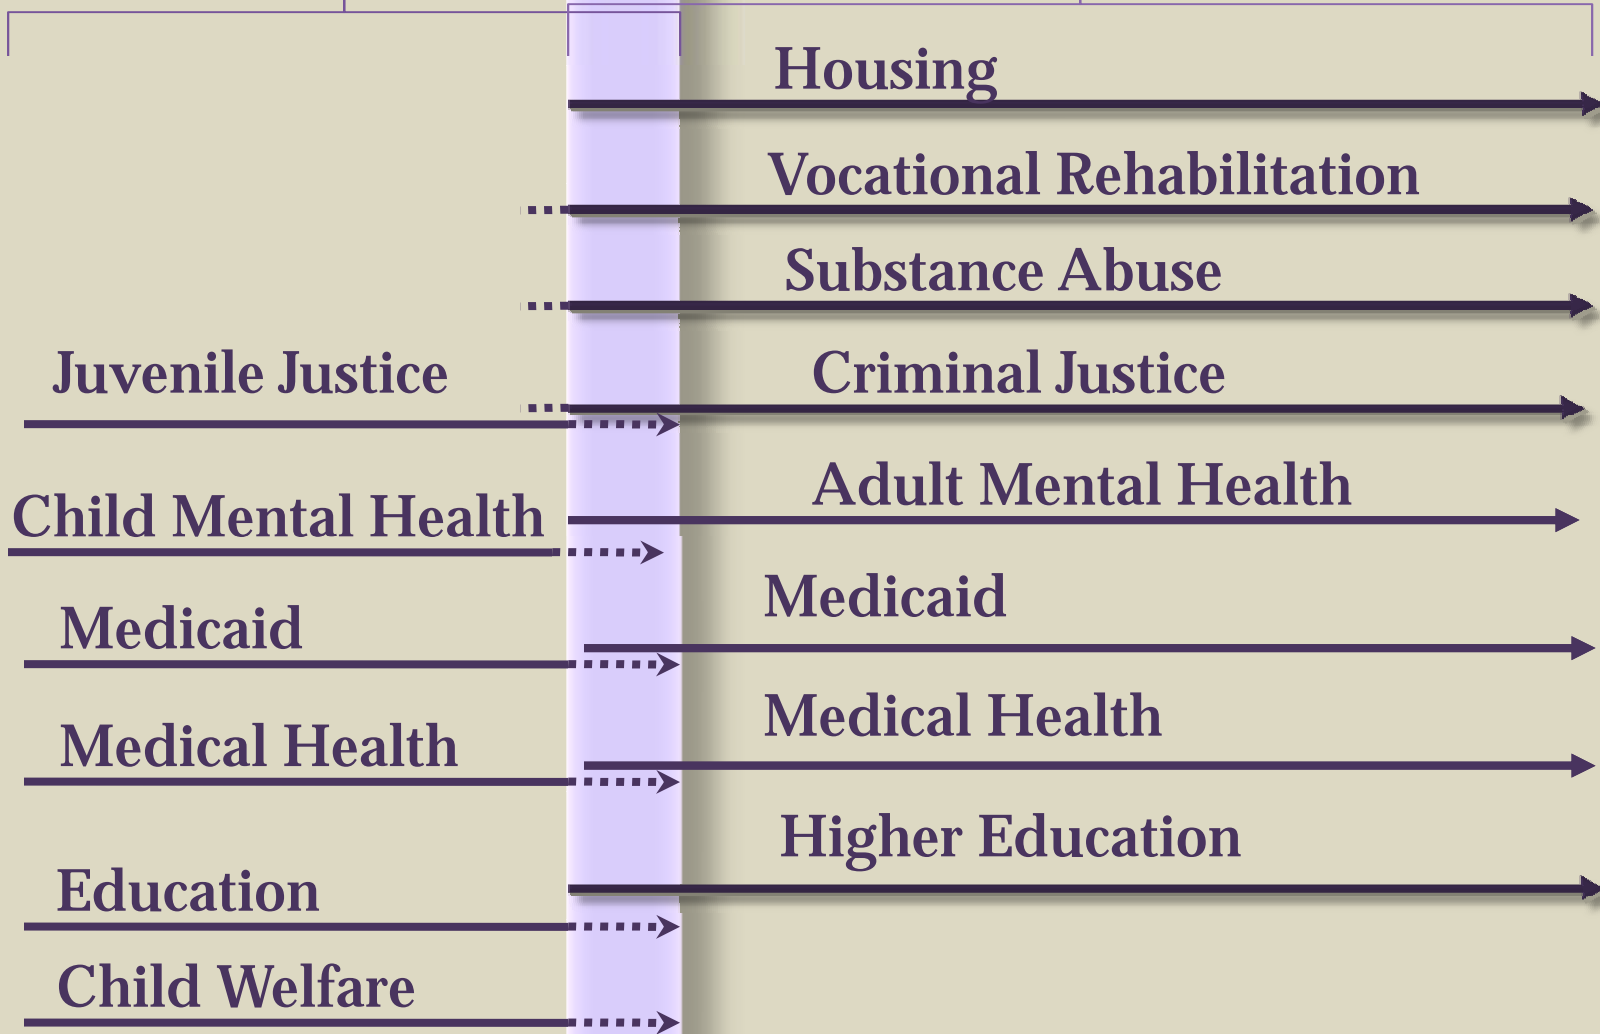 Housing
Vocational Rehabilitation
Substance Abuse
Juvenile Justice
Criminal Justice
Child Mental Health
Adult Mental Health
Medicaid
Medicaid
Medical Health
Medical Health
Higher Education
Education
Child Welfare